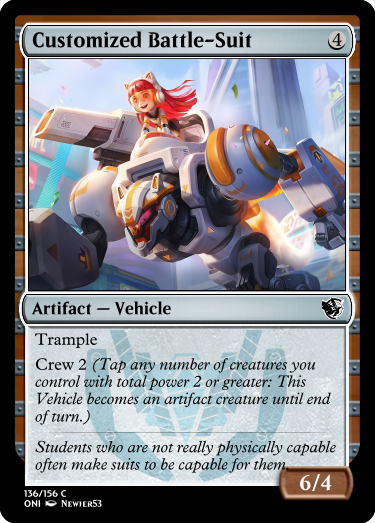 Customized Battle-Suit 4
Artifact — Vehicle
Trample
Crew 2 (Tap any number of creatures you
control with total power 2 or greater: This
Vehicle becomes an artifact creature until end
of turn.)
Students who are not really physically capable
often make suits to be capable for them.
6/4
136/156 C
ONI Newier53